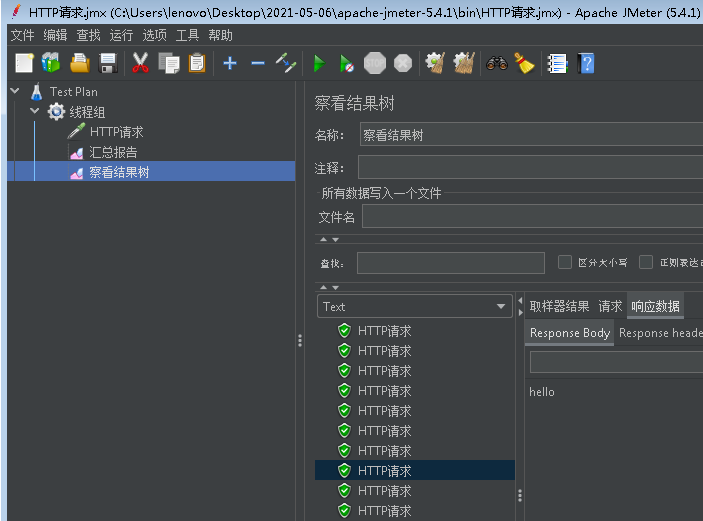 HTTP请求.jmx (C:\Users\lenovo\Desktop\2021-05-06\apache-jmeter-5.4.1\bin\HTTP请求.jmx) - Apache JMeter (5.4.1)
文件 编辑 查找 运行 选项 工具 帮助
STOP
Test Plan
线程组
HTTP请求
汇总报告
察看结果树
察看结果树
名称: 察看结果树
注释:
所有数据写入一个文件
文件名
查找: 区分大小写 正则表达
Text
取样器结果 请求 响应数据
Response Body Response heade
HTTP请求
HTTP请求
HTTP请求
HTTP请求
HTTP请求
HTTP请求
HTTP请求
HTTP请求
HTTP请求
HTTP请求
hello